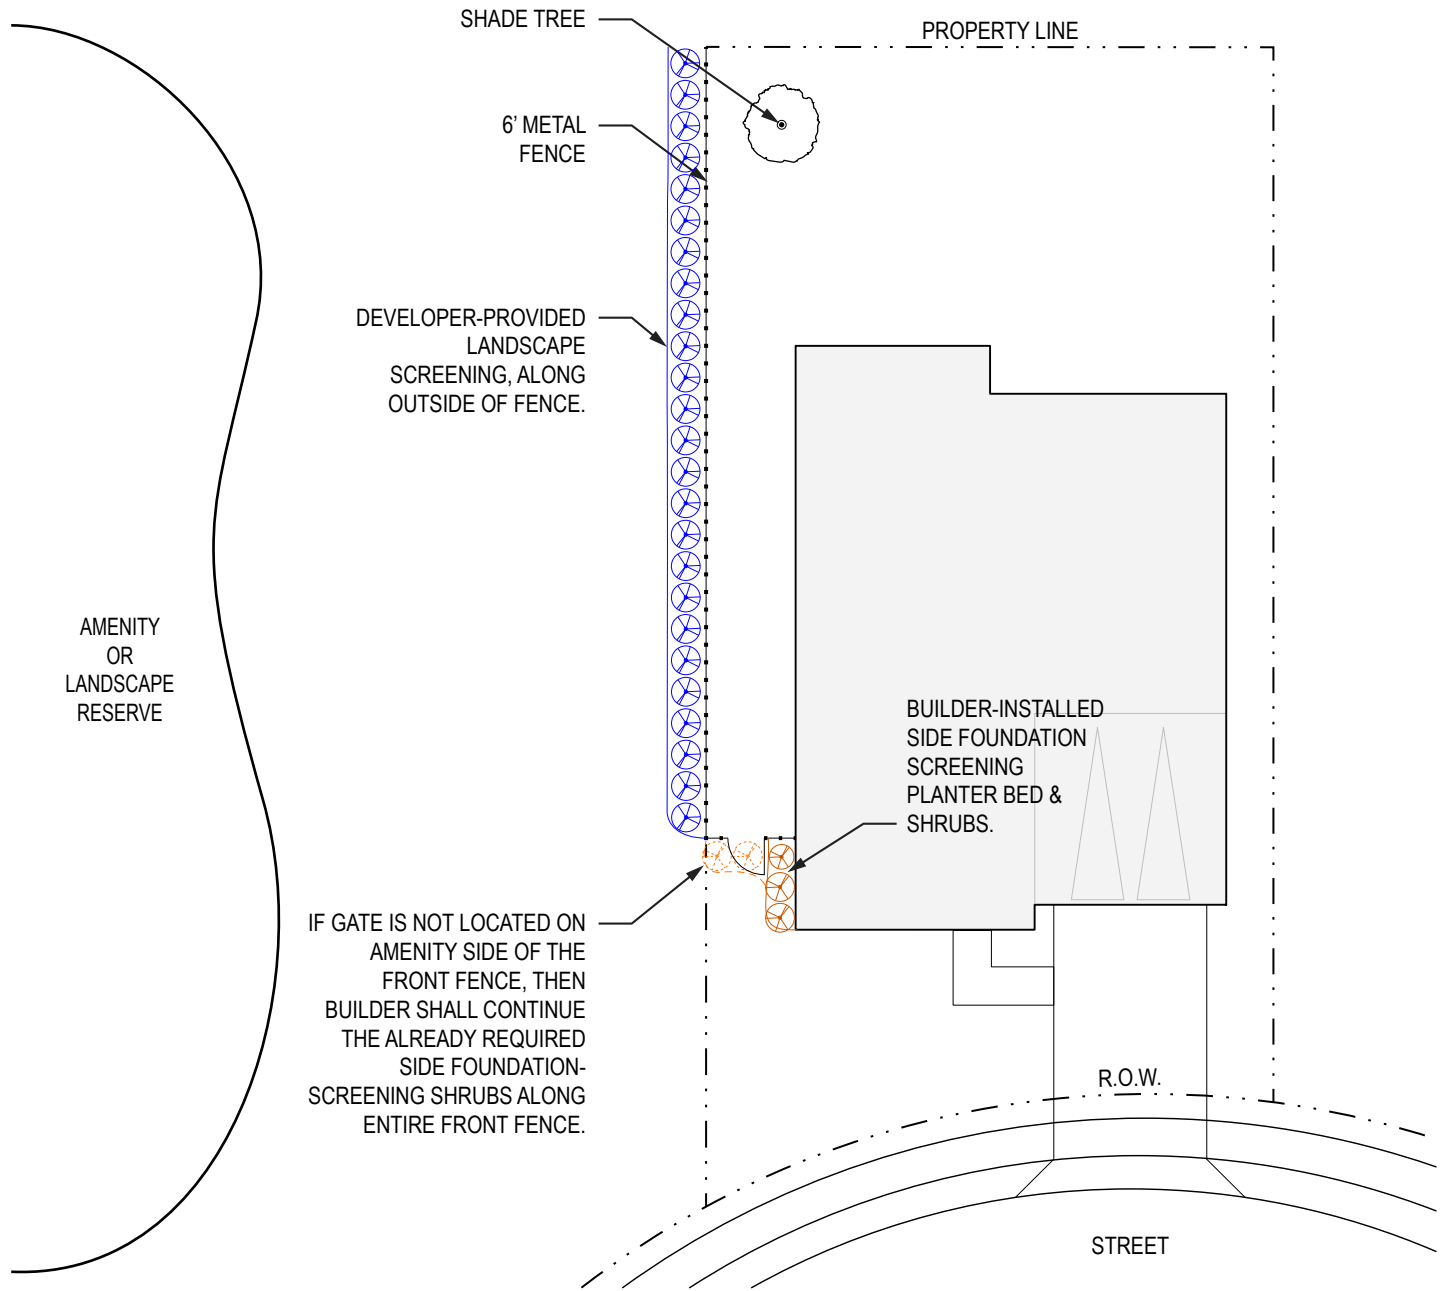 SHADE TREE
PROPERTY LINE
6’ METAL
FENCE
DEVELOPER-PROVIDED
LANDSCAPE
SCREENING, ALONG
OUTSIDE OF FENCE.
AMENITY
OR
LANDSCAPE
RESERVE
BUILDER-INSTALLED
SIDE FOUNDATION
SCREENING
PLANTER BED &
SHRUBS.
IF GATE IS NOT LOCATED ON
AMENITY SIDE OF THE
FRONT FENCE, THEN
BUILDER SHALL CONTINUE
THE ALREADY REQUIRED
SIDE FOUNDATION-
SCREENING SHRUBS ALONG
ENTIRE FRONT FENCE.
R.O.W.
STREET